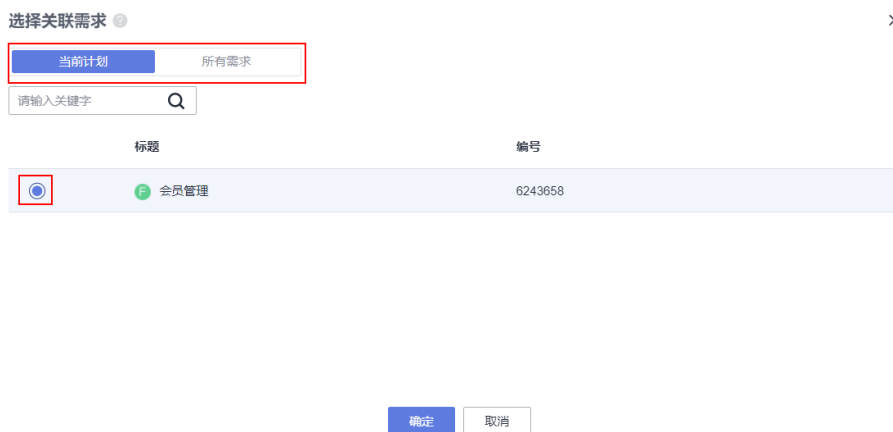 选择关联需求
当前计划 所有需求
请输入关键字
标题 编号
F 会员管理 6243658
确定 取消